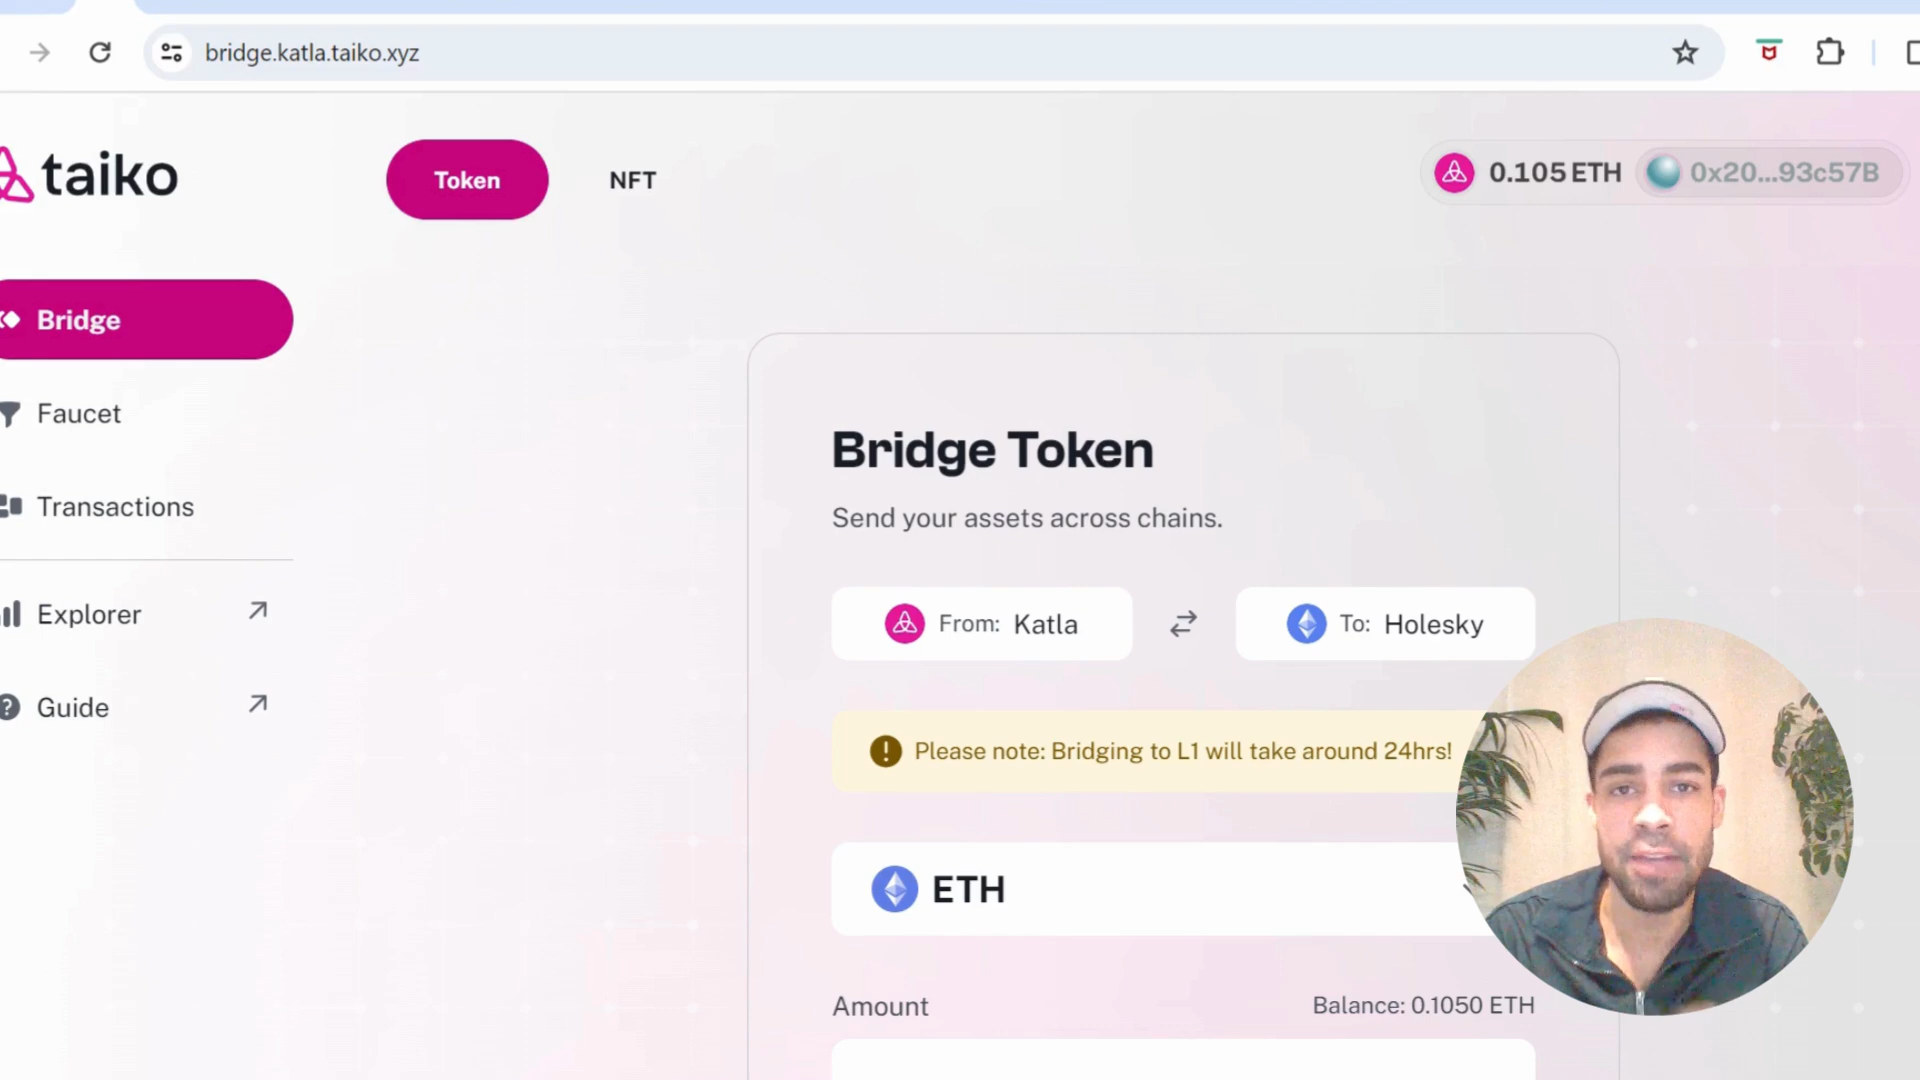 bridge.katla.taiko.xyz
taiko
Token
NFT
0.105 ETH
0x20...93c57B
Bridge
Faucet
Transactions
Explorer
Guide
Bridge Token
Send your assets across chains.
From: Katla
To: Holesky
Please note: Bridging to L1 will take around 24hrs!
ETH
Amount
Balance: 0.1050 ETH